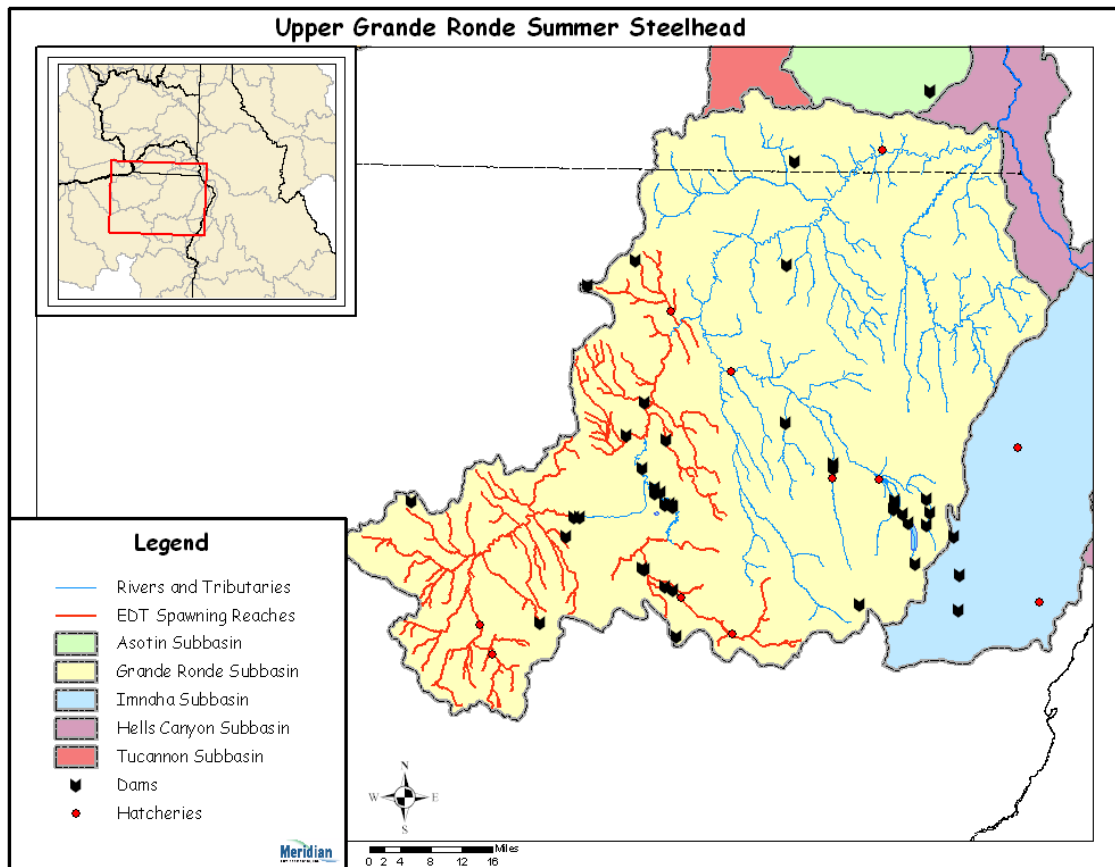 Upper Grande Ronde Summer Steelhead
Legend
Rivers and Tributaries
EDT Spawning Reaches
Asotin Subbasin
Grande Ronde Subbasin
Imnaha Subbasin
Hells Canyon Subbasin
Tucannon Subbasin
Dams
Hatcheries
N
W E
S
Miles
0 2 4 8 12 16
Meridian